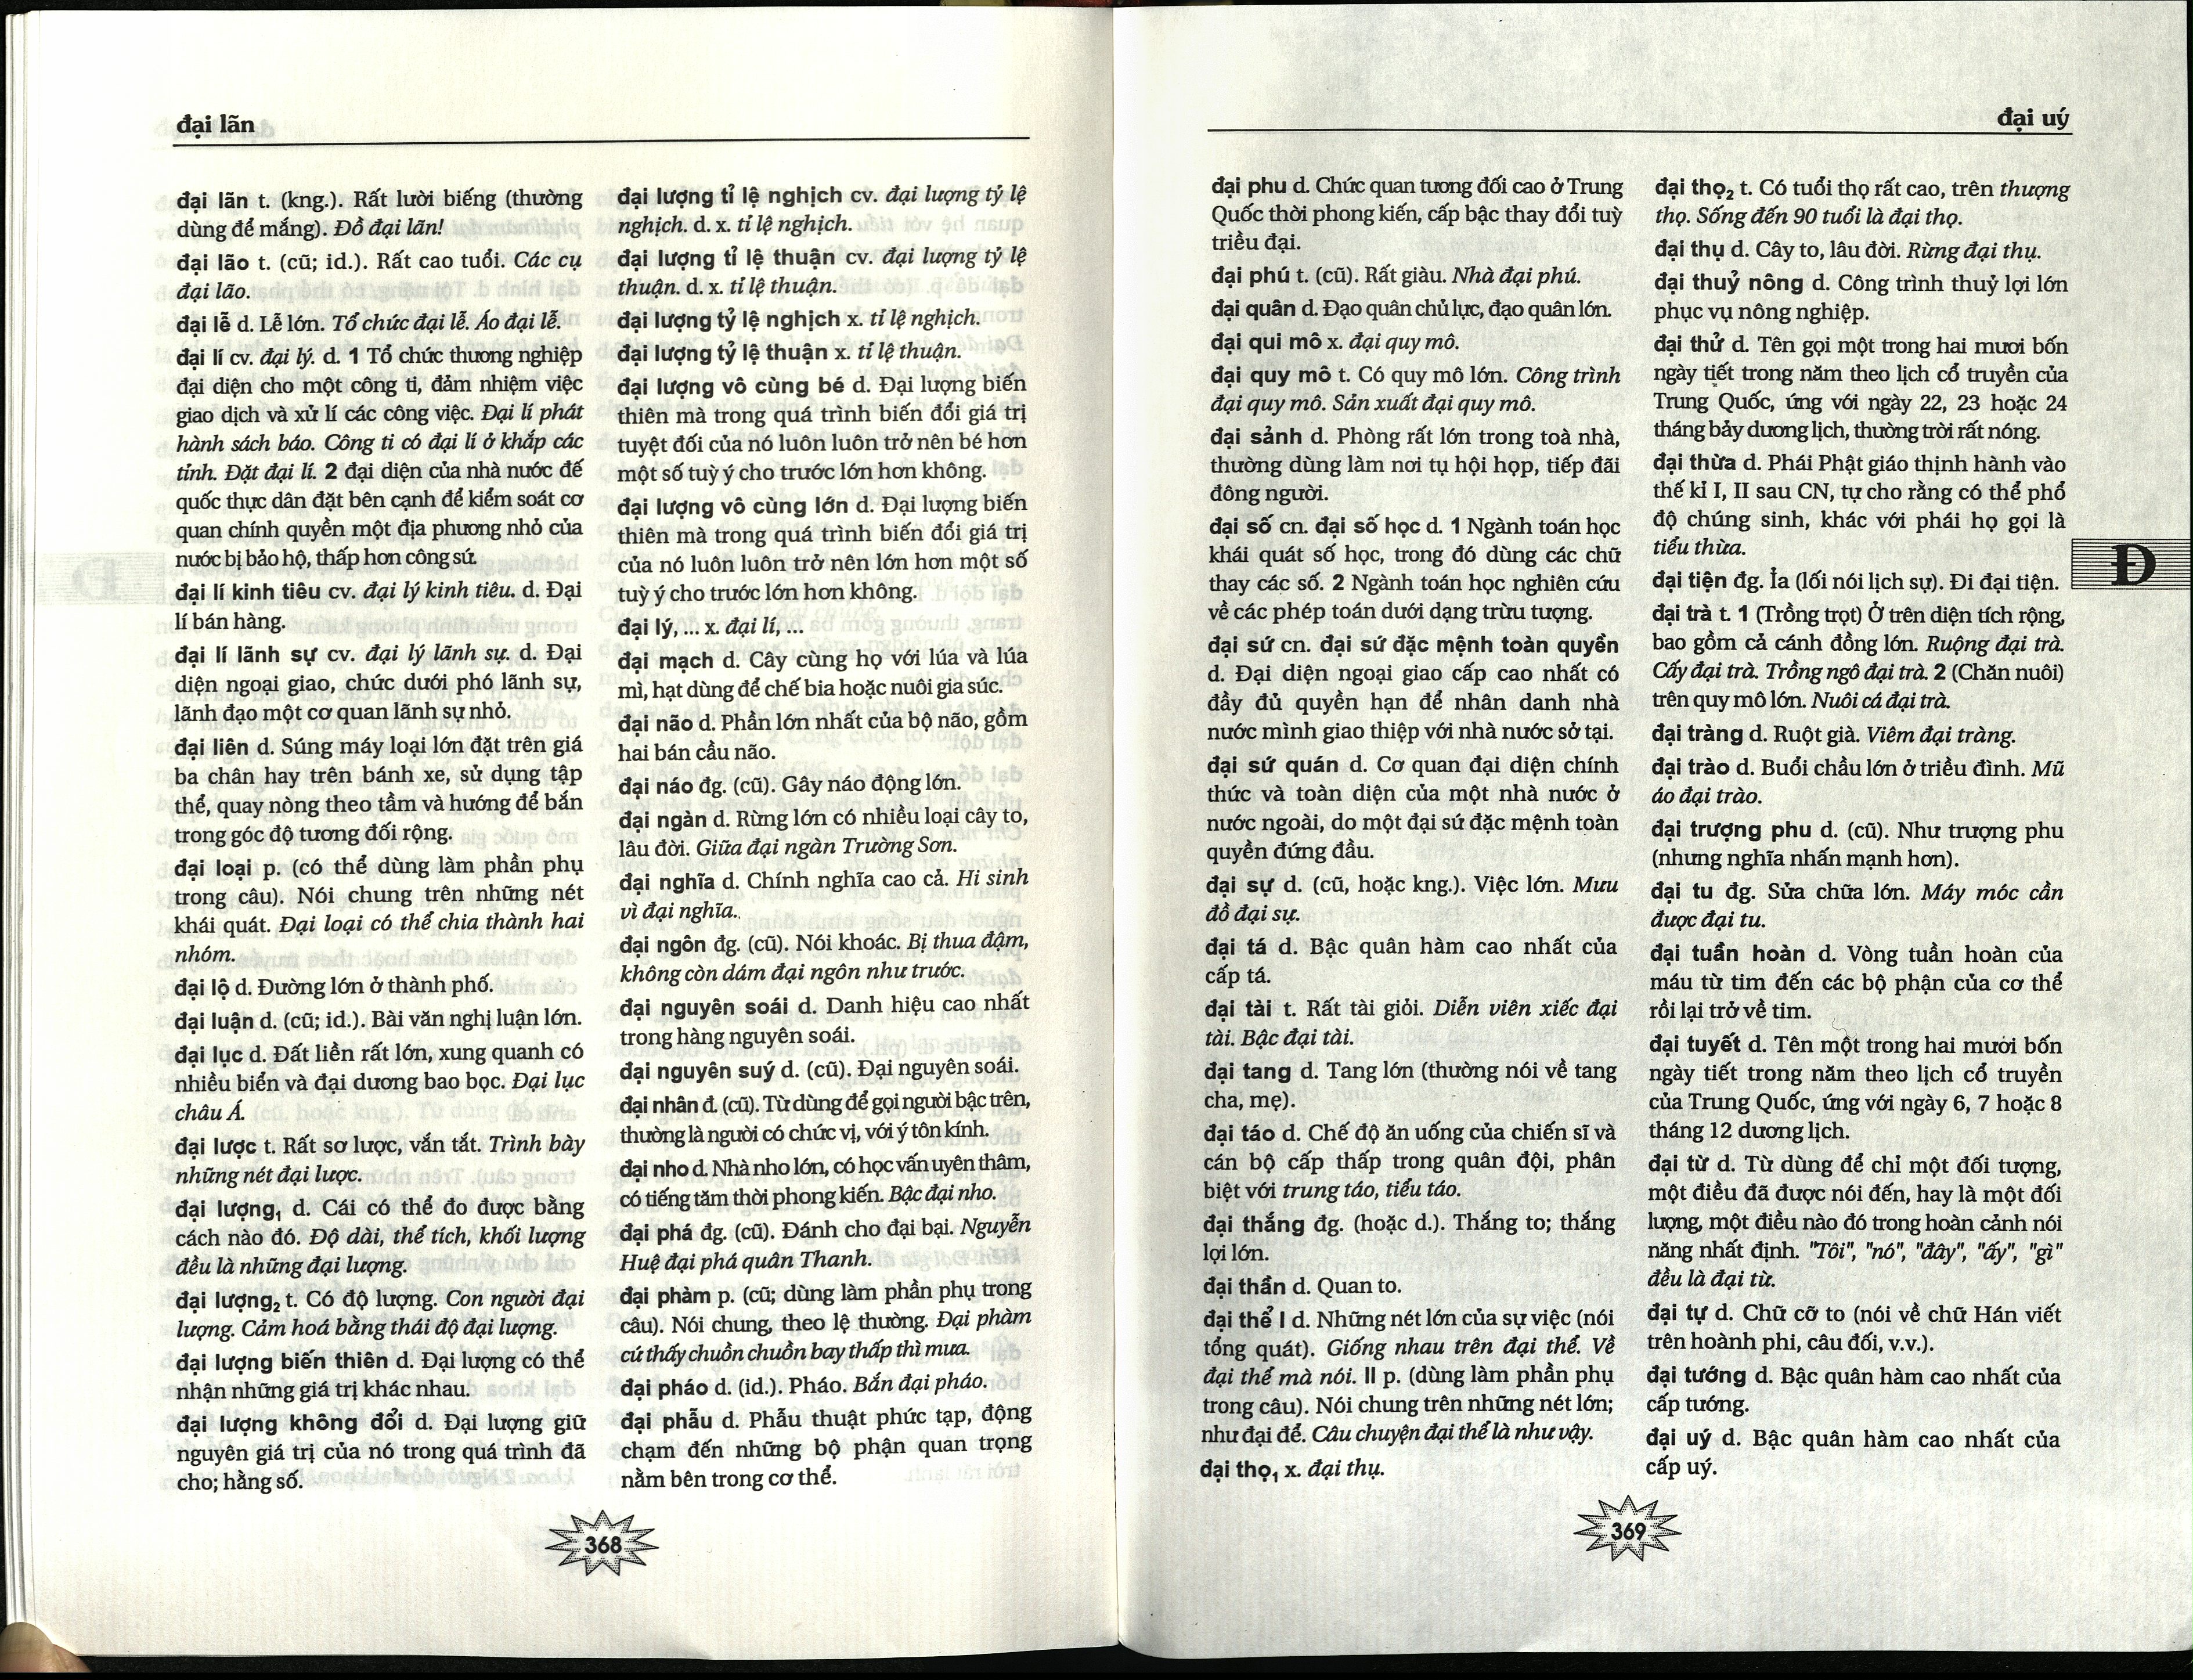 đại lãn
đại lãn t. (kng.). Rất lười biếng (thường
dùng để mắng). Đồ đại lãn!
đại lão t. (cũ; id.). Rất cao tuổi. Các cụ
đại lão.
đại lễ d. Lễ lớn. Tổ chức đại lễ. Áo đại lễ.
đại lí cv. đại lý. d. 1 Tổ chức thương nghiệp
đại diện cho một công ti, đảm nhiệm việc
giao dịch và xử lí các công việc. Đại lí phát
hành sách báo. Công ti có đại lí ở khắp các
tỉnh. Đặt đại lí. 2 đại diện của nhà nước đế
quốc thực dân đặt bên cạnh để kiểm soát cơ
quan chính quyền một địa phương nhỏ của
nước bị bảo hộ, thấp hơn công sứ.
đại lí kinh tiêu cv. đại lý kinh tiêu. d. Đại
lí bán hàng.
đại lí lãnh sự cv. đại lý lãnh sự. d. Đại
diện ngoại giao, chức dưới phó lãnh sự,
lãnh đạo một cơ quan lãnh sự nhỏ.
đại liên d. Súng máy loại lớn đặt trên giá
ba chân hay trên bánh xe, sử dụng tập
thể, quay nòng theo tầm và hướng để bắn
trong góc độ tương đối rộng.
đại loại p. (có thể dùng làm phần phụ
trong câu). Nói chung trên những nét
khái quát. Đại loại có thể chia thành hai
nhóm.
đại lộ d. Đường lớn ở thành phố.
đại luận d. (cũ; id.). Bài văn nghị luận lớn.
đại lục d. Đất liền rất lớn, xung quanh có
nhiều biển và đại dương bao bọc. Đại lục
châu Á.
đại lược t. Rất sơ lược, vắn tắt. Trình bày
những nét đại lược.
đại lượng₁ d. Cái có thể đo được bằng
cách nào đó. Độ dài, thể tích, khối lượng
đều là những đại lượng.
đại lượng₂ t. Có độ lượng. Con người đại
lượng. Cảm hoá bằng thái độ đại lượng.
đại lượng biến thiên d. Đại lượng có thể
nhận những giá trị khác nhau.
đại lượng không đổi d. Đại lượng giữ
nguyên giá trị của nó trong quá trình đã
cho; hằng số.
đại lượng tỉ lệ nghịch cv. đại lượng tỷ lệ
nghịch. d. x. tỉ lệ nghịch.
đại lượng tỉ lệ thuận cv. đại lượng tỷ lệ
thuận. d. x. tỉ lệ thuận.
đại lượng tỷ lệ nghịch x. tỉ lệ nghịch.
đại lượng tỷ lệ thuận x. tỉ lệ thuận.
đại lượng vô cùng bé d. Đại lượng biến
thiên mà trong quá trình biến đổi giá trị
tuyệt đối của nó luôn luôn trở nên bé hơn
một số tuỳ ý cho trước lớn hơn không.
đại lượng vô cùng lớn d. Đại lượng biến
thiên mà trong quá trình biến đổi giá trị
của nó luôn luôn trở nên lớn hơn một số
tuỳ ý cho trước lớn hơn không.
đại lý, ... x. đại lí, ...
đại mạch d. Cây cùng họ với lúa và lúa
mì, hạt dùng để chế bia hoặc nuôi gia súc.
đại não d. Phần lớn nhất của bộ não, gồm
hai bán cầu não.
đại náo đg. (cũ). Gây náo động lớn.
đại ngàn d. Rừng lớn có nhiều loại cây to,
lâu đời. Giữa đại ngàn Trường Sơn.
đại nghĩa d. Chính nghĩa cao cả. Hi sinh
vì đại nghĩa.
đại ngôn đg. (cũ). Nói khoác. Bị thua đậm,
không còn dám đại ngôn như trước.
đại nguyên soái d. Danh hiệu cao nhất
trong hàng nguyên soái.
đại nguyên suý d. (cũ). Đại nguyên soái.
đại nhân đ. (cũ). Từ dùng để gọi người bậc trên,
thường là người có chức vị, với ý tôn kính.
đại nho d. Nhà nho lớn, có học vấn uyên thâm,
có tiếng tăm thời phong kiến. Bậc đại nho.
đại phá đg. (cũ). Đánh cho đại bại. Nguyễn
Huệ đại phá quân Thanh.
đại phàm p. (cũ; dùng làm phần phụ trong
câu). Nói chung, theo lệ thường. Đại phàm
cứ thấy chuồn chuồn bay thấp thì mưa.
đại pháo d. (id.). Pháo. Bắn đại pháo.
đại phẫu d. Phẫu thuật phức tạp, động
chạm đến những bộ phận quan trọng
nằm bên trong cơ thể.
368
đại uý
đại phu d. Chức quan tương đối cao ở Trung
Quốc thời phong kiến, cấp bậc thay đổi tuỳ
triều đại.
đại phú t. (cũ). Rất giàu. Nhà đại phú.
đại quân d. Đạo quân chủ lực, đạo quân lớn.
đại qui mô x. đại quy mô.
đại quy mô t. Có quy mô lớn. Công trình
đại quy mô. Sản xuất đại quy mô.
đại sảnh d. Phòng rất lớn trong toà nhà,
thường dùng làm nơi tụ hội họp, tiếp đãi
đông người.
đại số cn. đại số học d. 1 Ngành toán học
khái quát số học, trong đó dùng các chữ
thay các số. 2 Ngành toán học nghiên cứu
về các phép toán dưới dạng trừu tượng.
đại sứ cn. đại sứ đặc mệnh toàn quyền
d. Đại diện ngoại giao cấp cao nhất có
đầy đủ quyền hạn để nhân danh nhà
nước mình giao thiệp với nhà nước sở tại.
đại sứ quán d. Cơ quan đại diện chính
thức và toàn diện của một nhà nước ở
nước ngoài, do một đại sứ đặc mệnh toàn
quyền đứng đầu.
đại sự d. (cũ, hoặc kng.). Việc lớn. Mưu
đồ đại sự.
đại tá d. Bậc quân hàm cao nhất của
cấp tá.
đại tài t. Rất tài giỏi. Diễn viên xiếc đại
tài. Bậc đại tài.
đại tang d. Tang lớn (thường nói về tang
cha, mẹ).
đại táo d. Chế độ ăn uống của chiến sĩ và
cán bộ cấp thấp trong quân đội, phân
biệt với trung táo, tiểu táo.
đại thắng đg. (hoặc d.). Thắng to; thắng
lợi lớn.
đại thần d. Quan to.
đại thể I d. Những nét lớn của sự việc (nói
tổng quát). Giống nhau trên đại thể. Về
đại thể mà nói. II p. (dùng làm phần phụ
trong câu). Nói chung trên những nét lớn;
như đại để. Câu chuyện đại thể là như vậy.
đại thọ₁ x. đại thụ.
đại thọ₂ t. Có tuổi thọ rất cao, trên thượng
thọ. Sống đến 90 tuổi là đại thọ.
đại thụ d. Cây to, lâu đời. Rừng đại thụ.
đại thuỷ nông d. Công trình thuỷ lợi lớn
phục vụ nông nghiệp.
đại thử d. Tên gọi một trong hai mươi bốn
ngày tiết trong năm theo lịch cổ truyền của
Trung Quốc, ứng với ngày 22, 23 hoặc 24
tháng bảy dương lịch, thường trời rất nóng.
đại thừa d. Phái Phật giáo thịnh hành vào
thế kỉ I, II sau CN, tự cho rằng có thể phổ
độ chúng sinh, khác với phái họ gọi là
tiểu thừa.
đại tiện đg. Ỉa (lối nói lịch sự). Đi đại tiện.
đại trà t. 1 (Trồng trọt) Ở trên diện tích rộng,
bao gồm cả cánh đồng lớn. Ruộng đại trà.
Cấy đại trà. Trồng ngô đại trà. 2 (Chăn nuôi)
trên quy mô lớn. Nuôi cá đại trà.
đại tràng d. Ruột già. Viêm đại tràng.
đại trào d. Buổi chầu lớn ở triều đình. Mũ
áo đại trào.
đại trượng phu d. (cũ). Như trượng phu
(nhưng nghĩa nhấn mạnh hơn).
đại tu đg. Sửa chữa lớn. Máy móc cần
được đại tu.
đại tuần hoàn d. Vòng tuần hoàn của
máu từ tim đến các bộ phận của cơ thể
rồi lại trở về tim.
đại tuyết d. Tên một trong hai mươi bốn
ngày tiết trong năm theo lịch cổ truyền
của Trung Quốc, ứng với ngày 6, 7 hoặc 8
tháng 12 dương lịch.
đại từ d. Từ dùng để chỉ một đối tượng,
một điều đã được nói đến, hay là một đối
lượng, một điều nào đó trong hoàn cảnh nói
năng nhất định. "Tôi", "nó", "đây", "ấy", "gì"
đều là đại từ.
đại tự d. Chữ cỡ to (nói về chữ Hán viết
trên hoành phi, câu đối, v.v.).
đại tướng d. Bậc quân hàm cao nhất của
cấp tướng.
đại uý d. Bậc quân hàm cao nhất của
cấp uý.
Đ
369